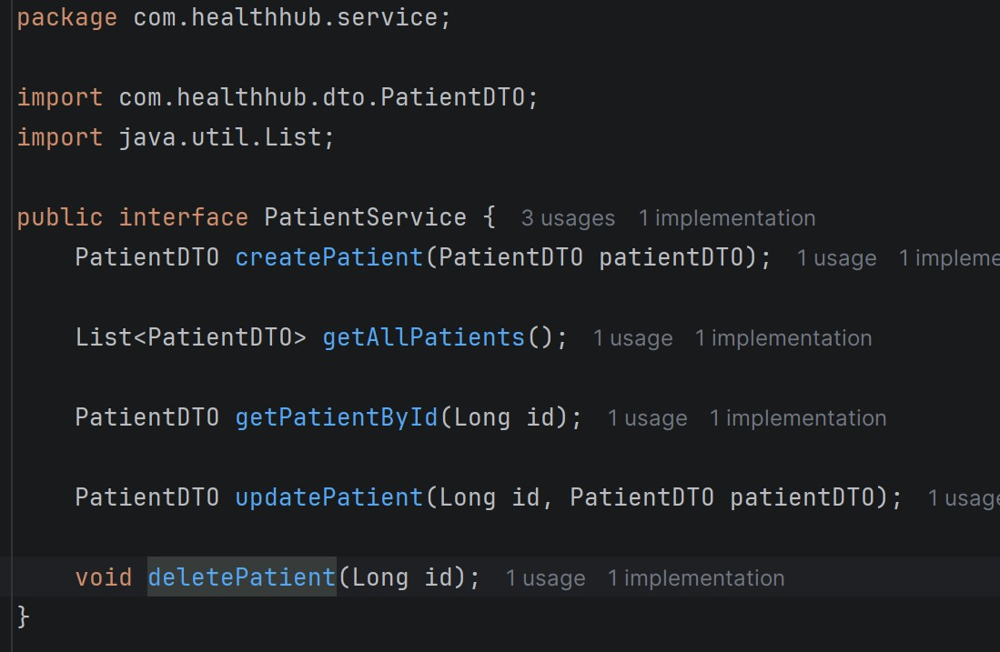 package com.healthhub.service;
import com.healthhub.dto.PatientDTO;
import java.util.List;
public interface PatientService { 3 usages 1 implementation
PatientDTO createPatient(PatientDTO patientDTO); 1 usage 1 impleme
List<PatientDTO> getAllPatients(); 1 usage 1 implementation
PatientDTO getPatientById(Long id); 1 usage 1 implementation
PatientDTO updatePatient(Long id, PatientDTO patientDTO); 1 usage
void deletePatient(Long id); 1 usage 1 implementation
}